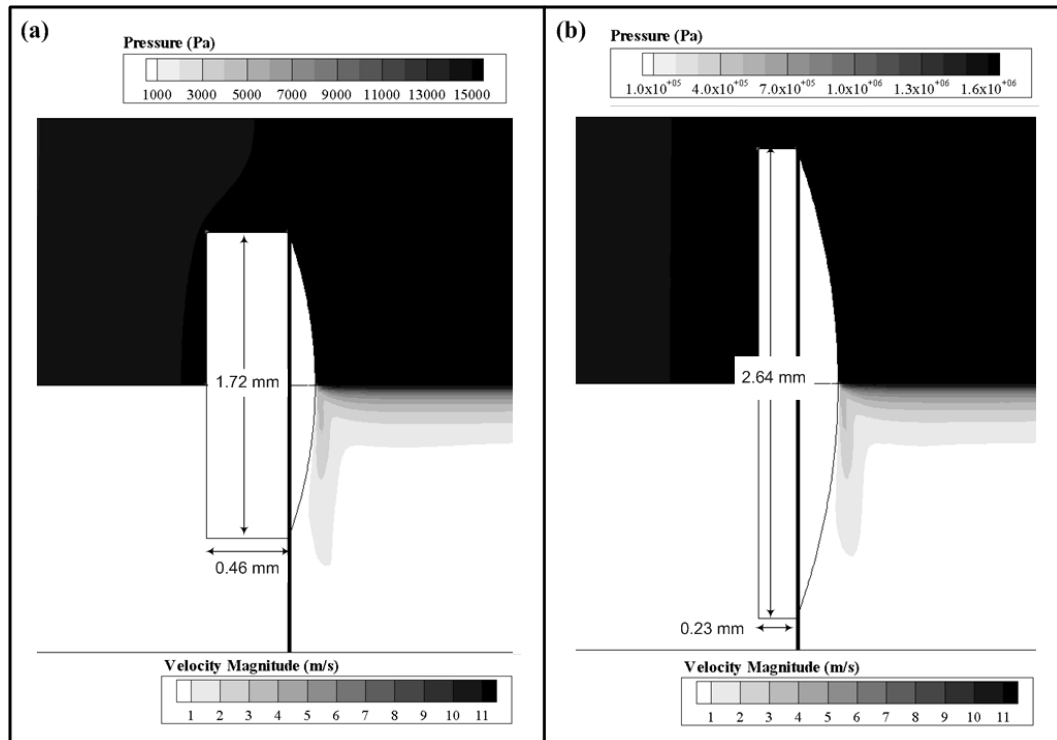 (a)
Pressure (Pa)
1000 3000 5000 7000 9000 11000 13000 15000
1.72 mm
0.46 mm
Velocity Magnitude (m/s)
1 2 3 4 5 6 7 8 9 10 11
(b)
Pressure (Pa)
1.0x10+05 4.0x10+05 7.0x10+05 1.0x10+06 1.3x10+06 1.6x10+06
2.64 mm
0.23 mm
Velocity Magnitude (m/s)
1 2 3 4 5 6 7 8 9 10 11